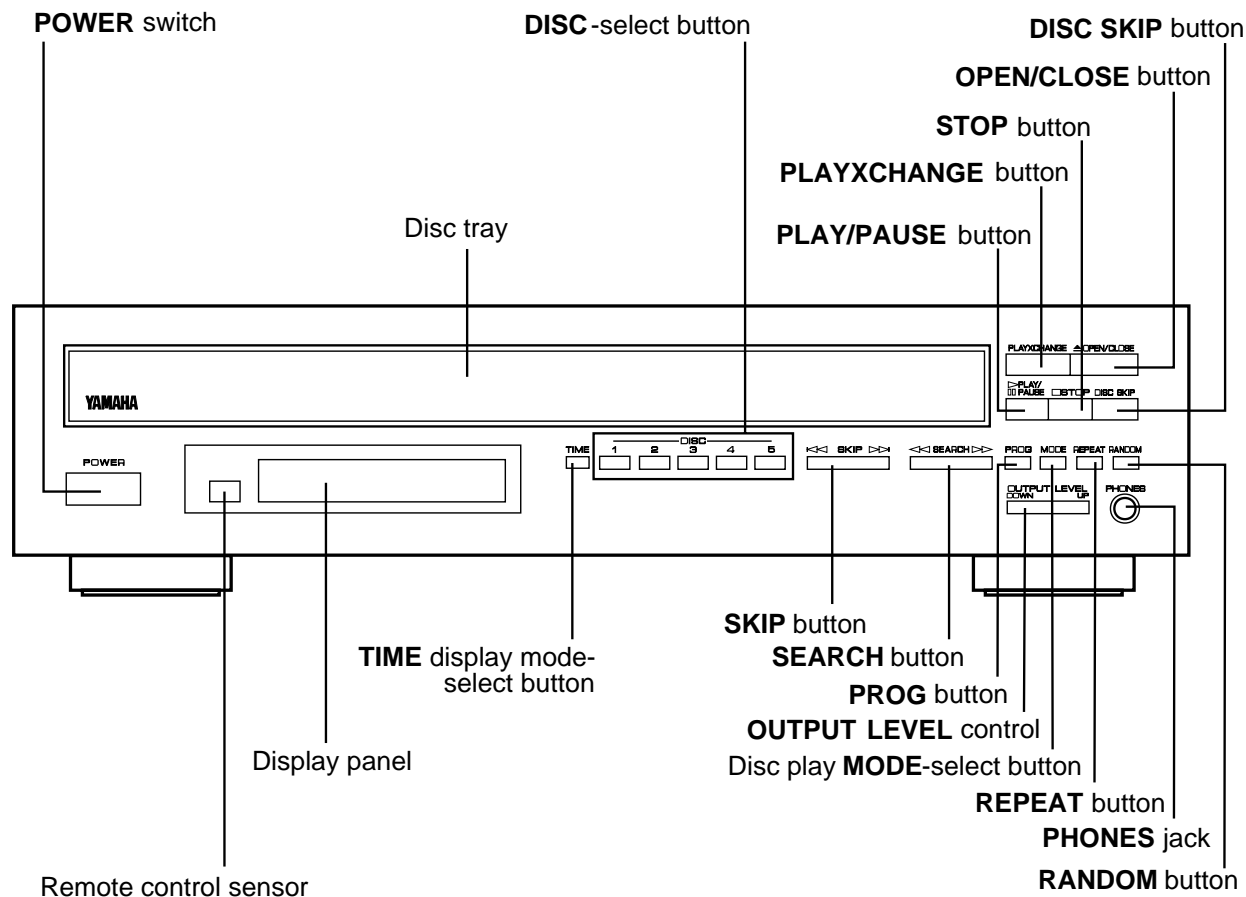 POWER switch
DISC-select button
DISC SKIP button
OPEN/CLOSE button
STOP button
PLAYXCHANGE button
Disc tray
PLAY/PAUSE button
PLAYXCHANGE OPEN/CLOSE
PLAY/
PAUSE STOP DISC SKIP
YAMAHA
DISC
TIME 1 2 3 4 5 SKIP SEARCH PROG MODE REPEAT RANDOM
POWER
OUTPUT LEVEL PHONES
DOWN UP
SKIP button
TIME display mode-
select button
SEARCH button
PROG button
OUTPUT LEVEL control
Display panel
Disc play MODE-select button
REPEAT button
PHONES jack
Remote control sensor
RANDOM button